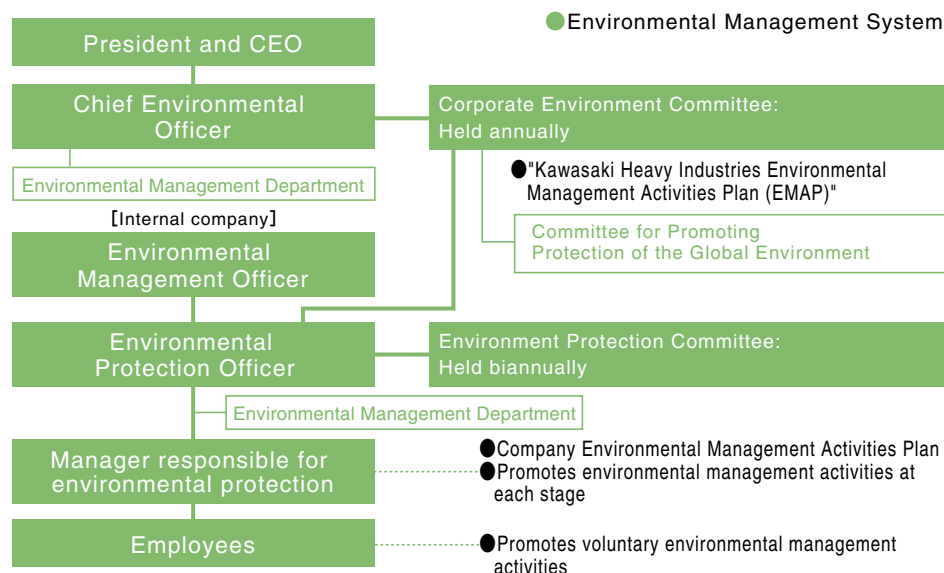 ●Environmental Management System
President and CEO
Chief Environmental
Officer
Corporate Environment Committee:
Held annually
Environmental Management Department
●"Kawasaki Heavy Industries Environmental
Management Activities Plan (EMAP)"
Committee for Promoting
Protection of the Global Environment
[Internal company]
Environmental
Management Officer
Environmental
Protection Officer
Environment Protection Committee:
Held biannually
Environmental Management Department
Manager responsible for
environmental protection
●Company Environmental Management Activities Plan
●Promotes environmental management activities at
each stage
Employees
●Promotes voluntary environmental management
activities